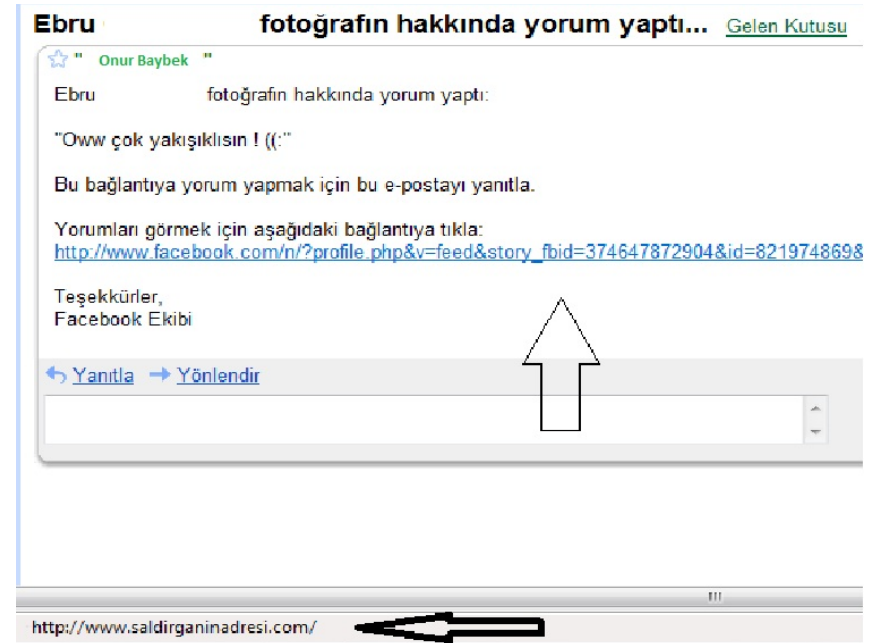 Ebru fotoğrafın hakkında yorum yaptı... Gelen Kutusu
" Onur Baybek "
Ebru fotoğrafın hakkında yorum yaptı:
"Oww çok yakışıklısın ! ((:"
Bu bağlantıya yorum yapmak için bu e-postayı yanıtla.
Yorumları görmek için aşağıdaki bağlantıya tıkla:
http://www.facebook.com/n/?profile.php&v=feed&story_fbid=374647872904&id=821974869&
Teşekkürler,
Facebook Ekibi
Yanıtla Yönlendir
http://www.saldirganinadresi.com/